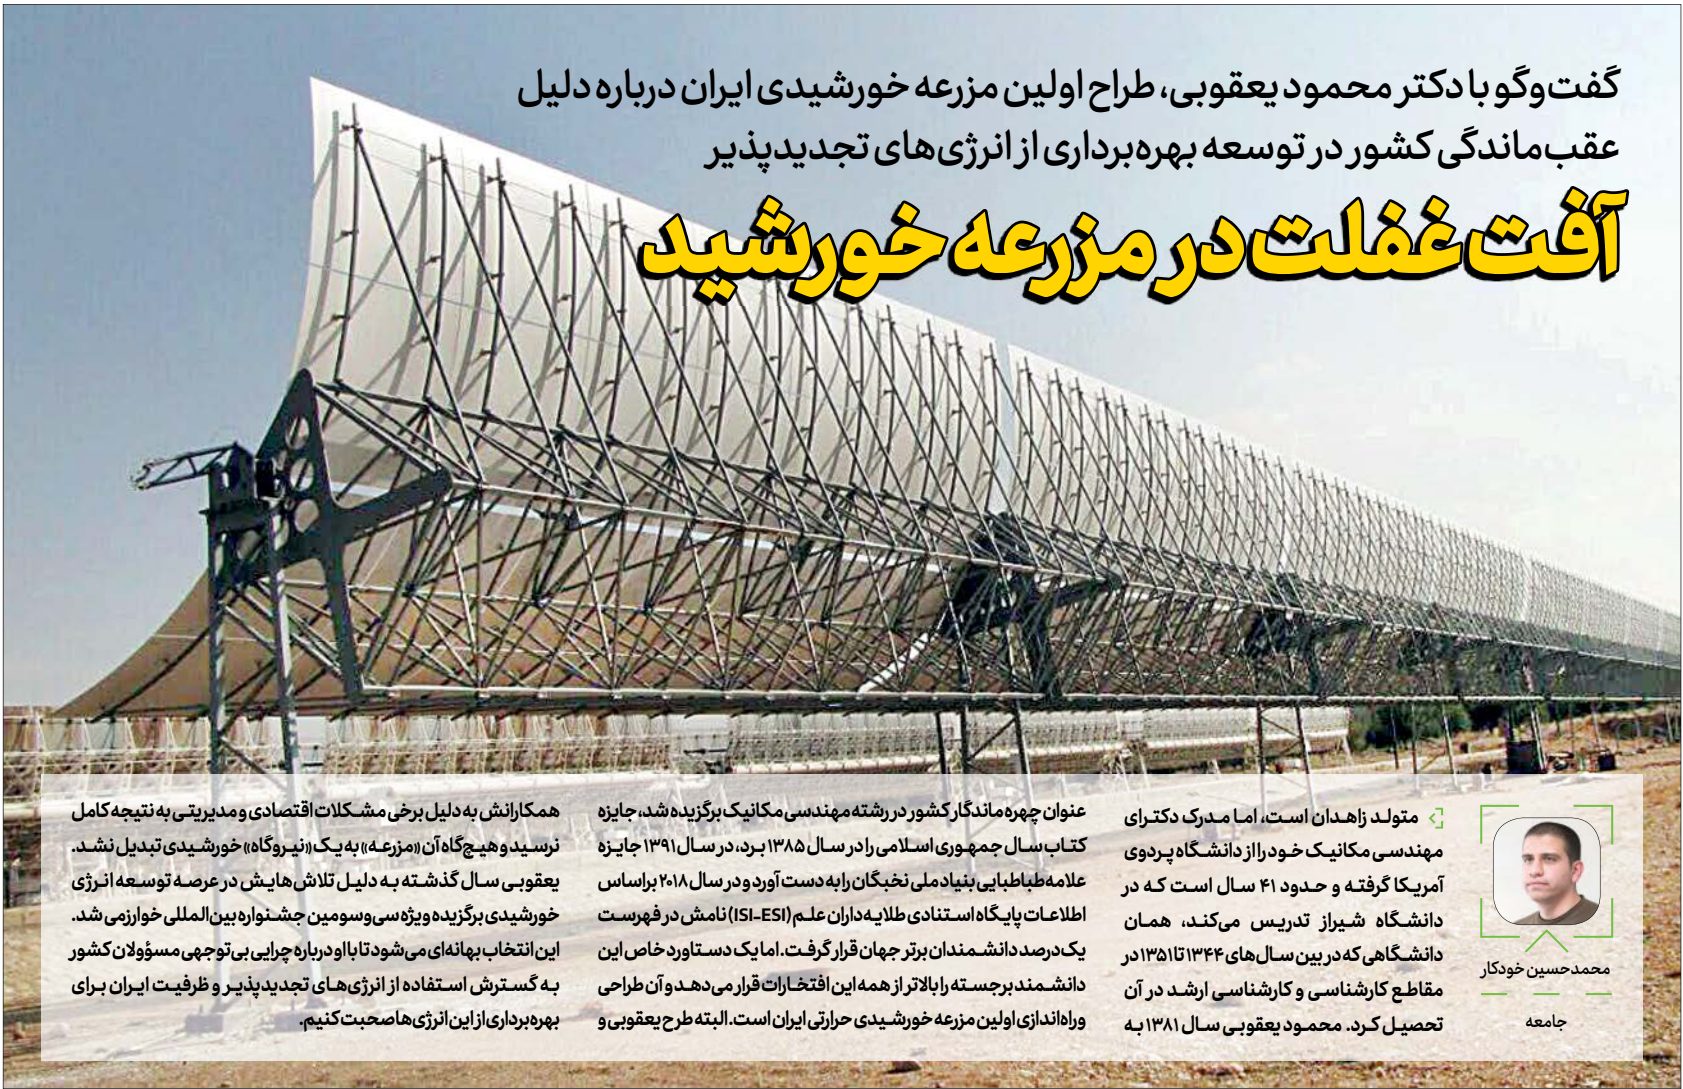 گفت‌وگو با دکتر محمود یعقوبی، طراح اولین مزرعه خورشیدی ایران درباره دلیل
عقب‌ماندگی کشور در توسعه بهره‌برداری از انرژی‌های تجدیدپذیر
آفت غفلت در مزرعه خورشید
محمدحسین خودکار
جامعه
متولد زاهدان است، اما مدرک دکترای
مهندسی مکانیک خود را از دانشگاه پردوی
آمریکا گرفته و حدود ۴۱ سال است که در
دانشگاه شیراز تدریس می‌کند، همان
دانشگاهی که در بین سال‌های ۱۳۴۴ تا ۱۳۵۱ در
مقاطع کارشناسی و کارشناسی ارشد در آن
تحصیل کرد. محمود یعقوبی سال ۱۳۸۱ به
عنوان چهره ماندگار کشور در رشته مهندسی مکانیک برگزیده شد، جایزه
کتاب سال جمهوری اسلامی را در سال ۱۳۸۵ برد، در سال ۱۳۹۱ جایزه
علامه طباطبایی بنیاد ملی نخبگان را به دست آورد و در سال ۲۰۱۸ براساس
اطلاعات پایگاه استنادی طلایه‌داران علم (ISI-ESI) نامش در فهرست
یک‌درصد دانشمندان برتر جهان قرار گرفت. اما یک دستاورد خاص این
دانشمند برجسته را بالاتر از همه این افتخارات قرار می‌دهد و آن طراحی
وراه‌اندازی اولین مزرعه خورشیدی حرارتی ایران است. البته طرح یعقوبی و
همکارانش به دلیل برخی مشکلات اقتصادی و مدیریتی به نتیجه کامل
نرسید و هیچ‌گاه آن «مزرعه» به یک «نیروگاه» خورشیدی تبدیل نشد.
یعقوبی سال گذشته به دلیل تلاش‌هایش در عرصه توسعه انرژی
خورشیدی برگزیده ویژه سی‌وسومین جشنواره بین‌المللی خوارزمی شد.
این انتخاب بهانه‌ای می‌شود تا با او درباره چرایی بی‌توجهی مسؤولان کشور
به گسترش استفاده از انرژی‌های تجدیدپذیر و ظرفیت ایران برای
بهره‌برداری از این انرژی‌ها صحبت کنیم.